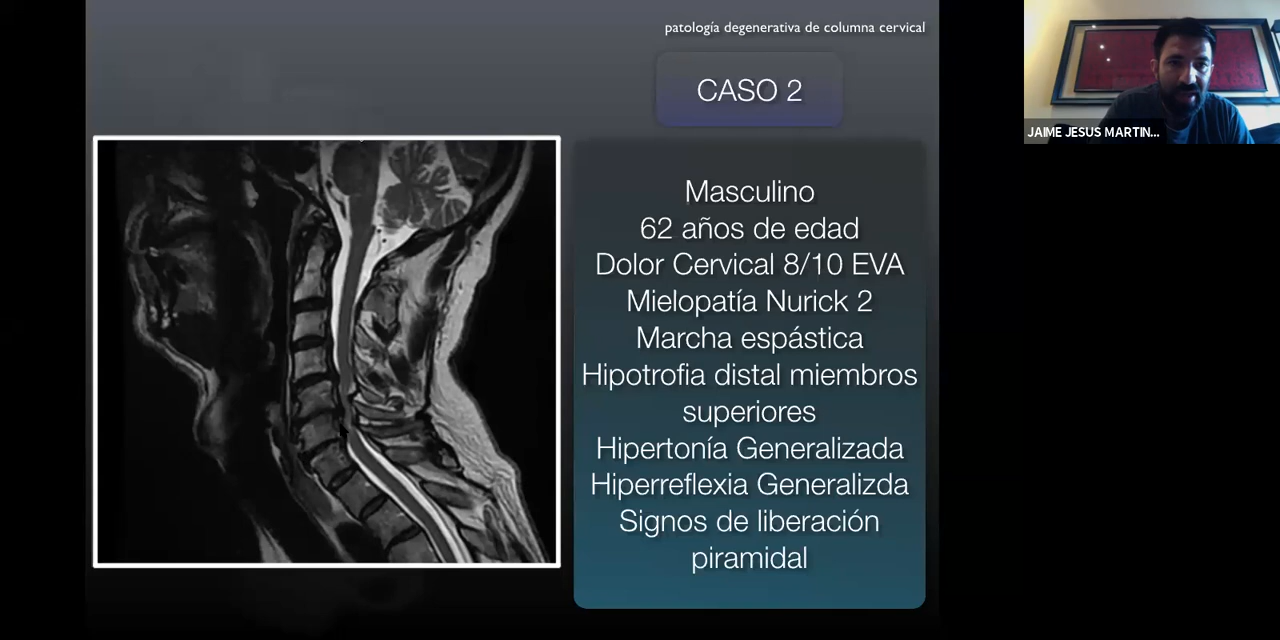 patología degenerativa de columna cervical
CASO 2
JAIME JESUS MARTIN...
Masculino
62 años de edad
Dolor Cervical 8/10 EVA
Mielopatía Nurick 2
Marcha espástica
Hipotrofia distal miembros
superiores
Hipertonía Generalizada
Hiperreflexia Generalizda
Signos de liberación
piramidal